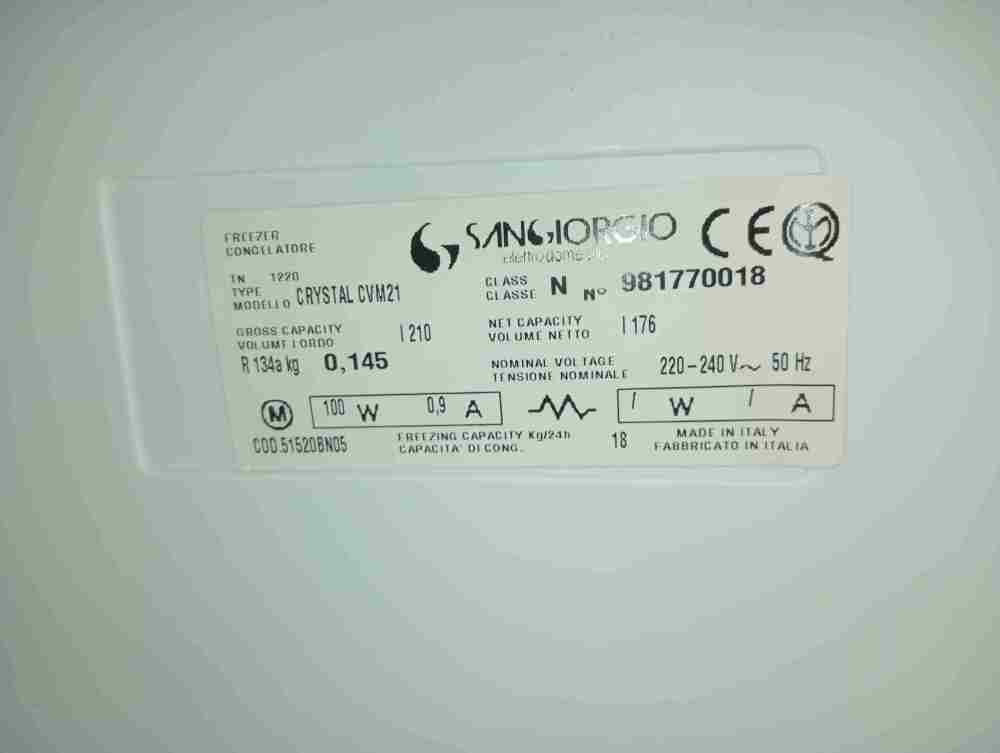 FREEZER
CONGELATORE
SANGIORGIO
CE
TN 1220
TYPE
MODELLO CRYSTAL CVM21
CLASS
CLASSE N Nº 981770018
GROSS CAPACITY
VOLUME LORDO l 210
NET CAPACITY
VOLUME NETTO l 176
R 134a kg 0,145
NOMINAL VOLTAGE
TENSIONE NOMINALE 220-240 V~ 50 Hz
M 100 W 0,9 A
/ W / A
COD.51520BN05
FREEZING CAPACITY Kg/24h
CAPACITA' DI CONG. 18
MADE IN ITALY
FABBRICATO IN ITALIA